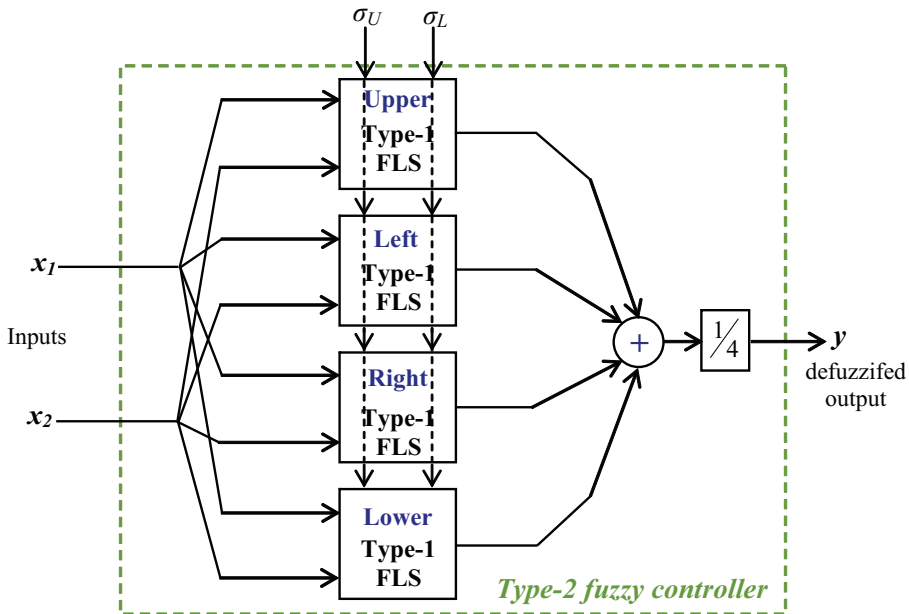 σU σL
Upper
Type-1
FLS
Left
Type-1
FLS
x1
Inputs
x2
Right
Type-1
FLS
Lower
Type-1
FLS
+
1/4
y
defuzzifed
output
Type-2 fuzzy controller